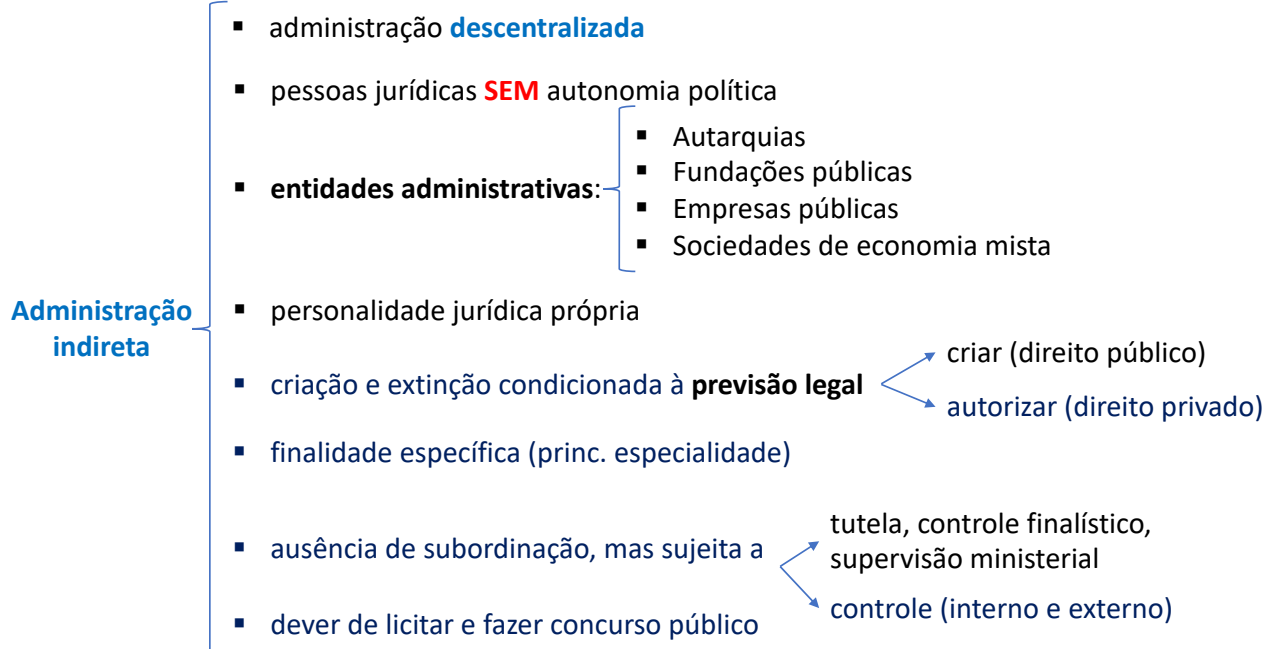 Administração
indireta
▪ administração descentralizada
▪ pessoas jurídicas SEM autonomia política
▪ entidades administrativas:
▪ Autarquias
▪ Fundações públicas
▪ Empresas públicas
▪ Sociedades de economia mista
▪ personalidade jurídica própria
▪ criação e extinção condicionada à previsão legal
criar (direito público)
autorizar (direito privado)
▪ finalidade específica (princ. especialidade)
▪ ausência de subordinação, mas sujeita a
tutela, controle finalístico,
supervisão ministerial
controle (interno e externo)
▪ dever de licitar e fazer concurso público